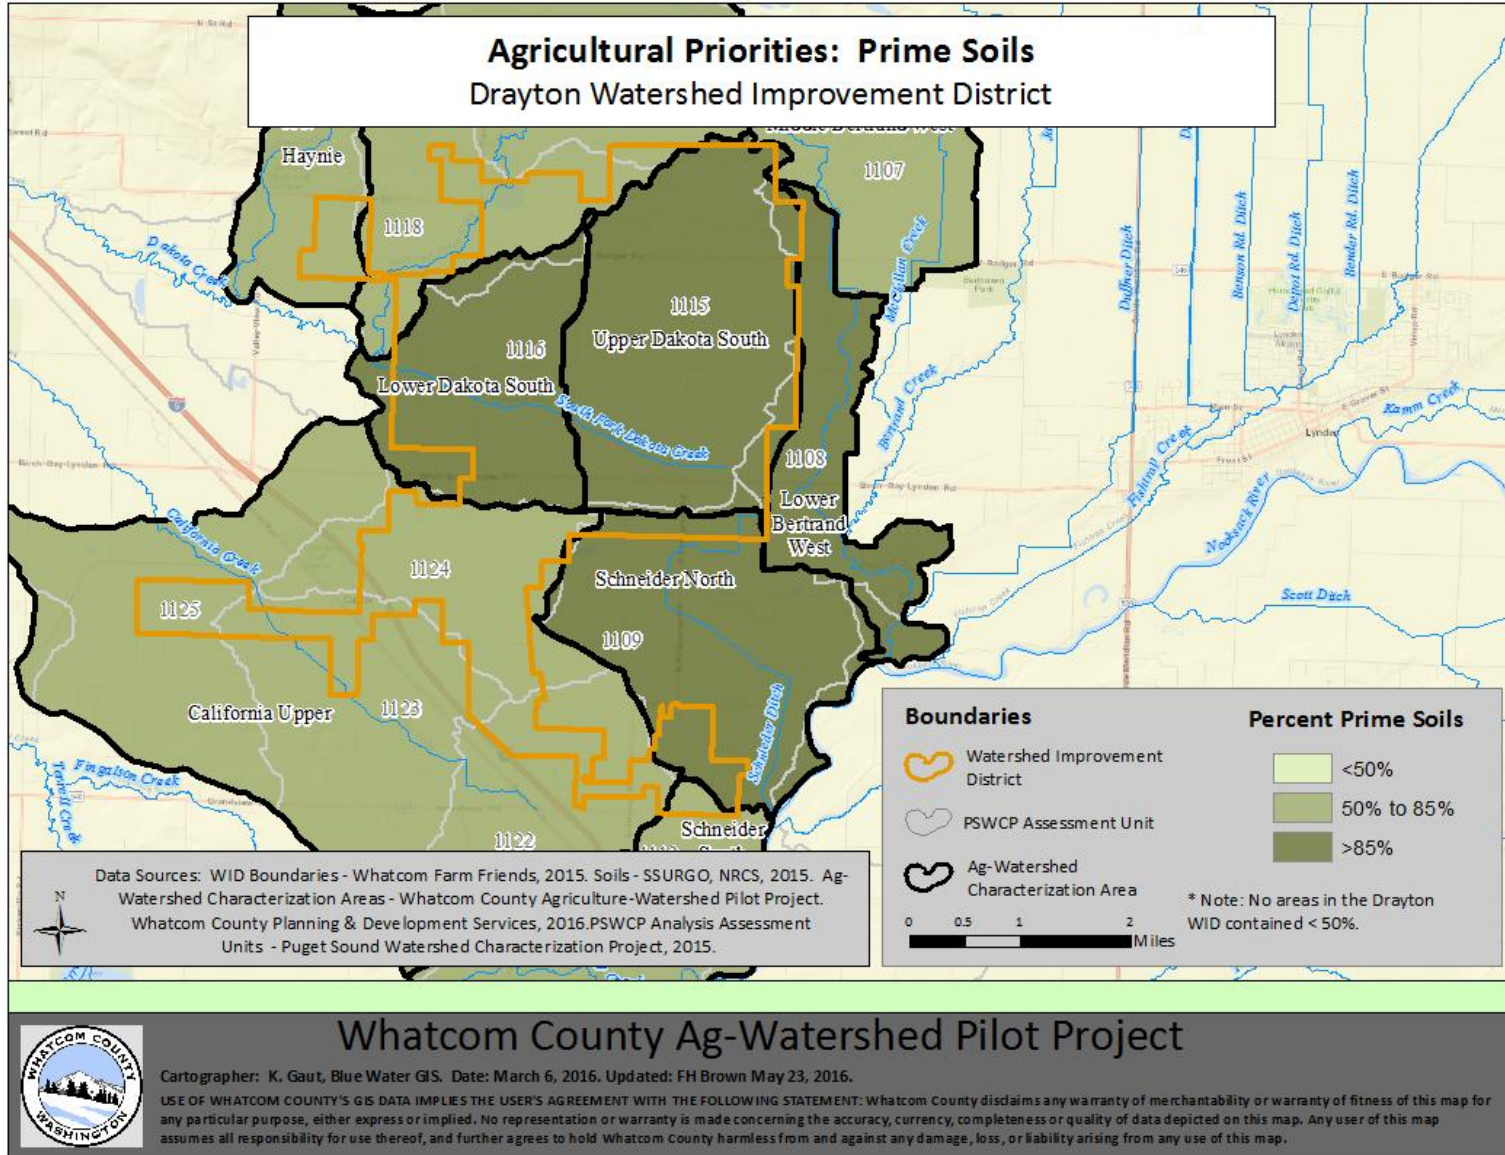 Agricultural Priorities: Prime Soils
Drayton Watershed Improvement District
Haynie
1107
1118
Dakota Creek
McClellan Creek
Duffner Ditch
Benson Rd. Ditch
Depot Rd. Ditch
Bender Rd. Ditch
1115
Upper Dakota South
1116
Lower Dakota South
South Fork Dakota Creek
Bertrand Creek
Kamm Creek
Lynden
Fishtrap Creek
Nooksack River
1108
Lower
Bertrand
West
Birch-Bay-Lynden Rd
California Creek
1124
Schneider North
1125
1109
Scott Ditch
California Upper
1123
Schneider Ditch
Fingalson Creek
Terrell Creek
1122
Schneider
Boundaries
Watershed Improvement
District
PSWCP Assessment Unit
Ag-Watershed
Characterization Area
0 0.5 1 2
Miles
Percent Prime Soils
<50%
50% to 85%
>85%
* Note: No areas in the Drayton
WID contained < 50%.
N
Data Sources: WID Boundaries - Whatcom Farm Friends, 2015. Soils - SSURGO, NRCS, 2015. Ag-
Watershed Characterization Areas - Whatcom County Agriculture-Watershed Pilot Project.
Whatcom County Planning & Development Services, 2016.PSWCP Analysis Assessment
Units - Puget Sound Watershed Characterization Project, 2015.
WHATCOM COUNTY
WASHINGTON
Whatcom County Ag-Watershed Pilot Project
Cartographer: K. Gaut, Blue Water GIS. Date: March 6, 2016. Updated: FH Brown May 23, 2016.
USE OF WHATCOM COUNTY'S GIS DATA IMPLIES THE USER'S AGREEMENT WITH THE FOLLOWING STATEMENT: Whatcom County disclaims any warranty of merchantability or warranty of fitness of this map for
any particular purpose, either express or implied. No representation or warranty is made concerning the accuracy, currency, completeness or quality of data depicted on this map. Any user of this map
assumes all responsibility for use thereof, and further agrees to hold Whatcom County harmless from and against any damage, loss, or liability arising from any use of this map.